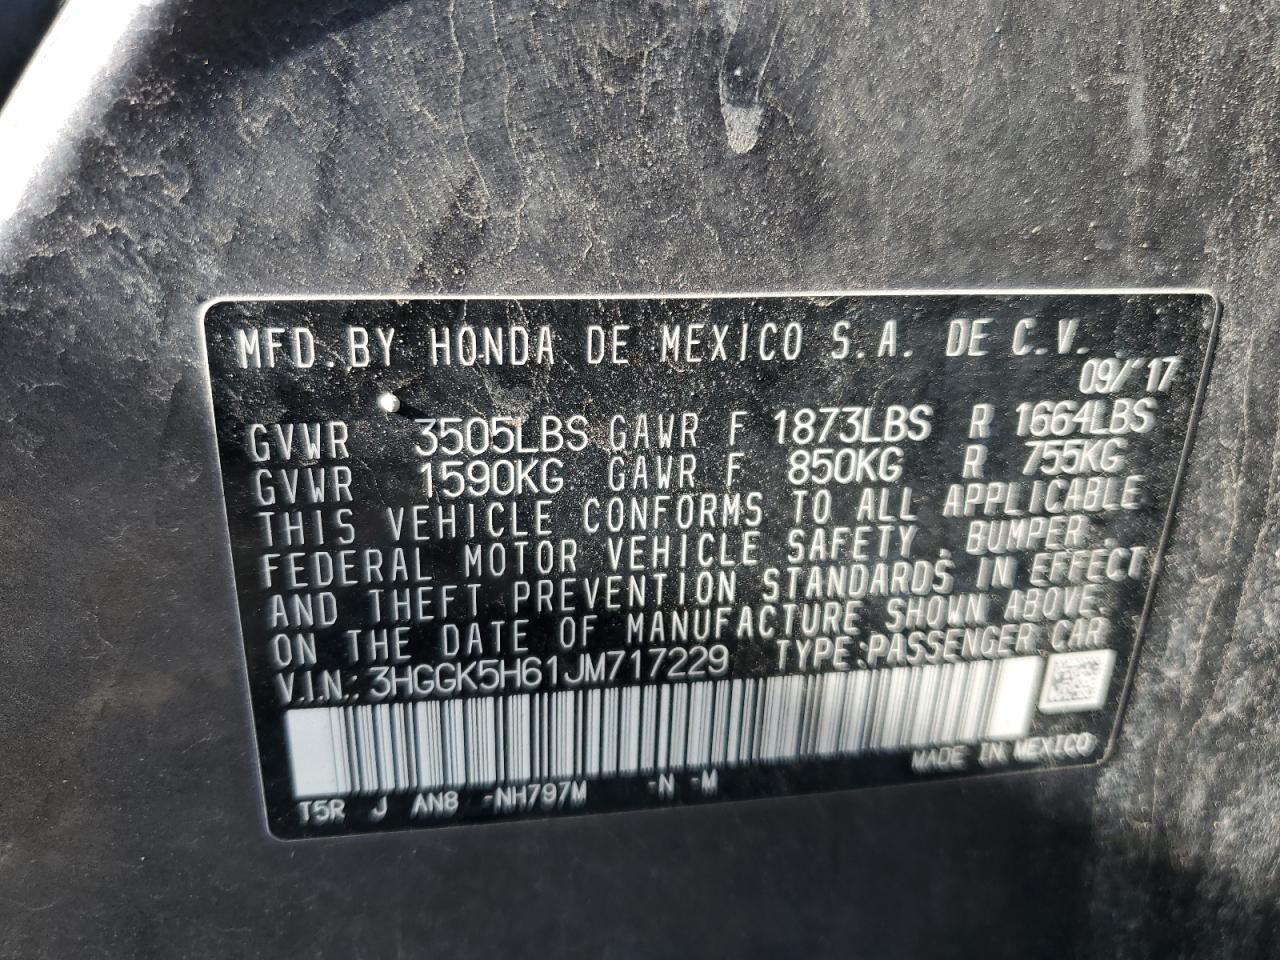 MFD. BY HONDA DE MEXICO S.A. DE C.V.
09/'17
GVWR 3505LBS GAWR F 1873LBS R 1664LBS
GVWR 1590KG GAWR F 850KG R 755KG
THIS VEHICLE CONFORMS TO ALL APPLICABLE
FEDERAL MOTOR VEHICLE SAFETY, BUMPER,
AND THEFT PREVENTION STANDARDS IN EFFECT
ON THE DATE OF MANUFACTURE SHOWN ABOVE.
V.I.N.: 3HGGK5H61JM717229 TYPE:PASSENGER CAR
MADE IN MEXICO
T5R J AN8 -NH797M -N -M